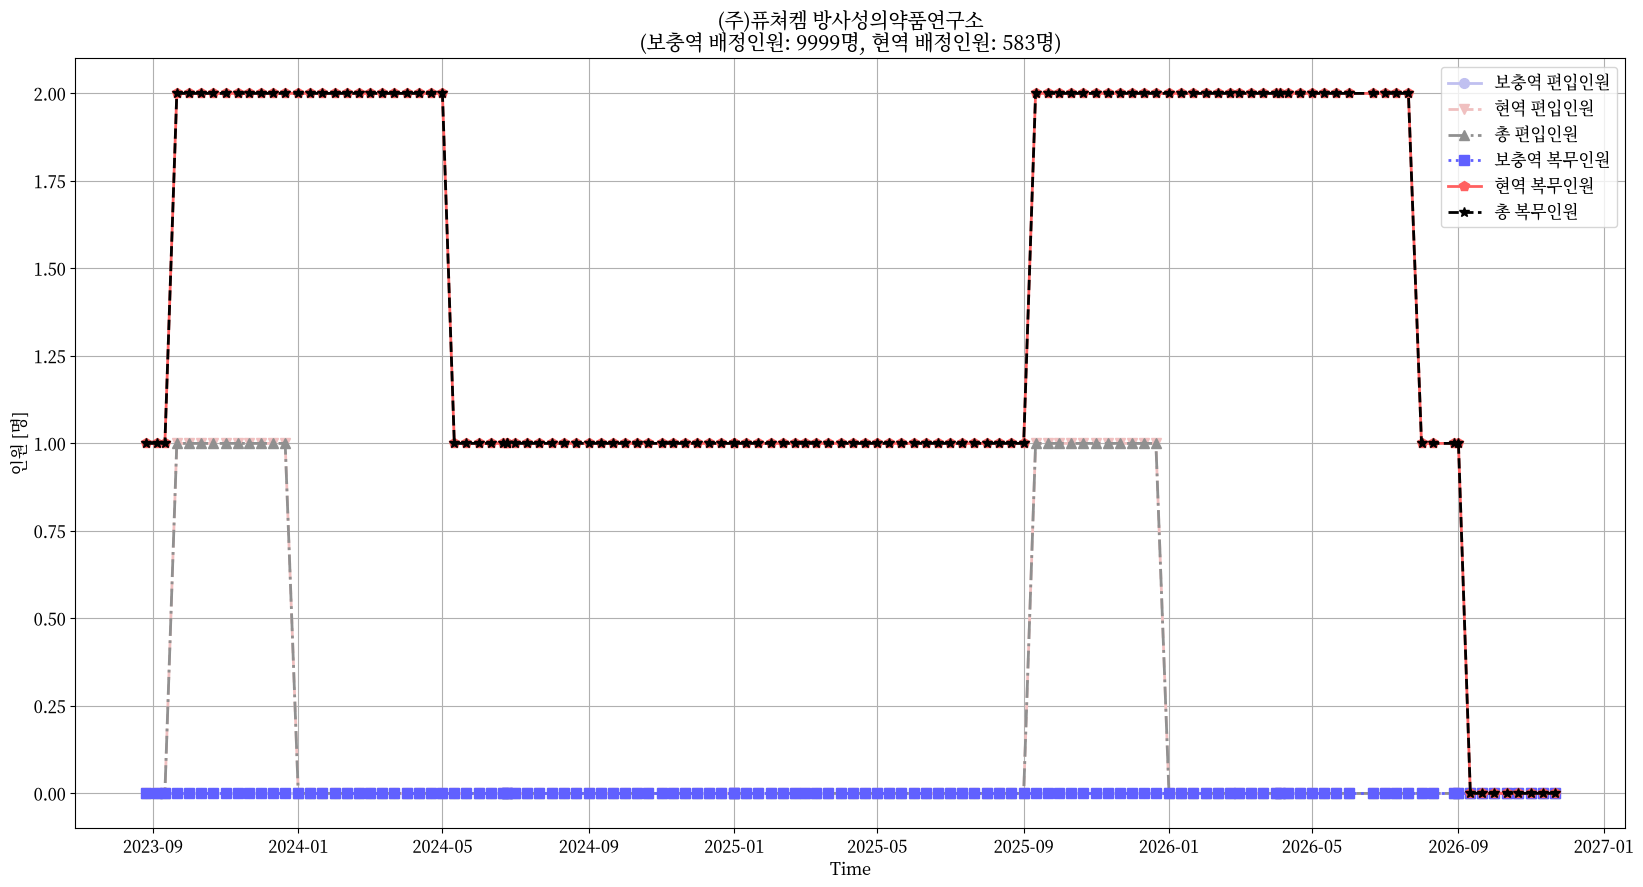 (주)퓨쳐켐 방사성의약품연구소
(보충역 배정인원: 9999명, 현역 배정인원: 583명)
보충역 편입인원
현역 편입인원
총 편입인원
보충역 복무인원
현역 복무인원
총 복무인원
인원 [명]
2.00
1.75
1.50
1.25
1.00
0.75
0.50
0.25
0.00
2023-09 2024-01 2024-05 2024-09 2025-01 2025-05 2025-09 2026-01 2026-05 2026-09 2027-01
Time